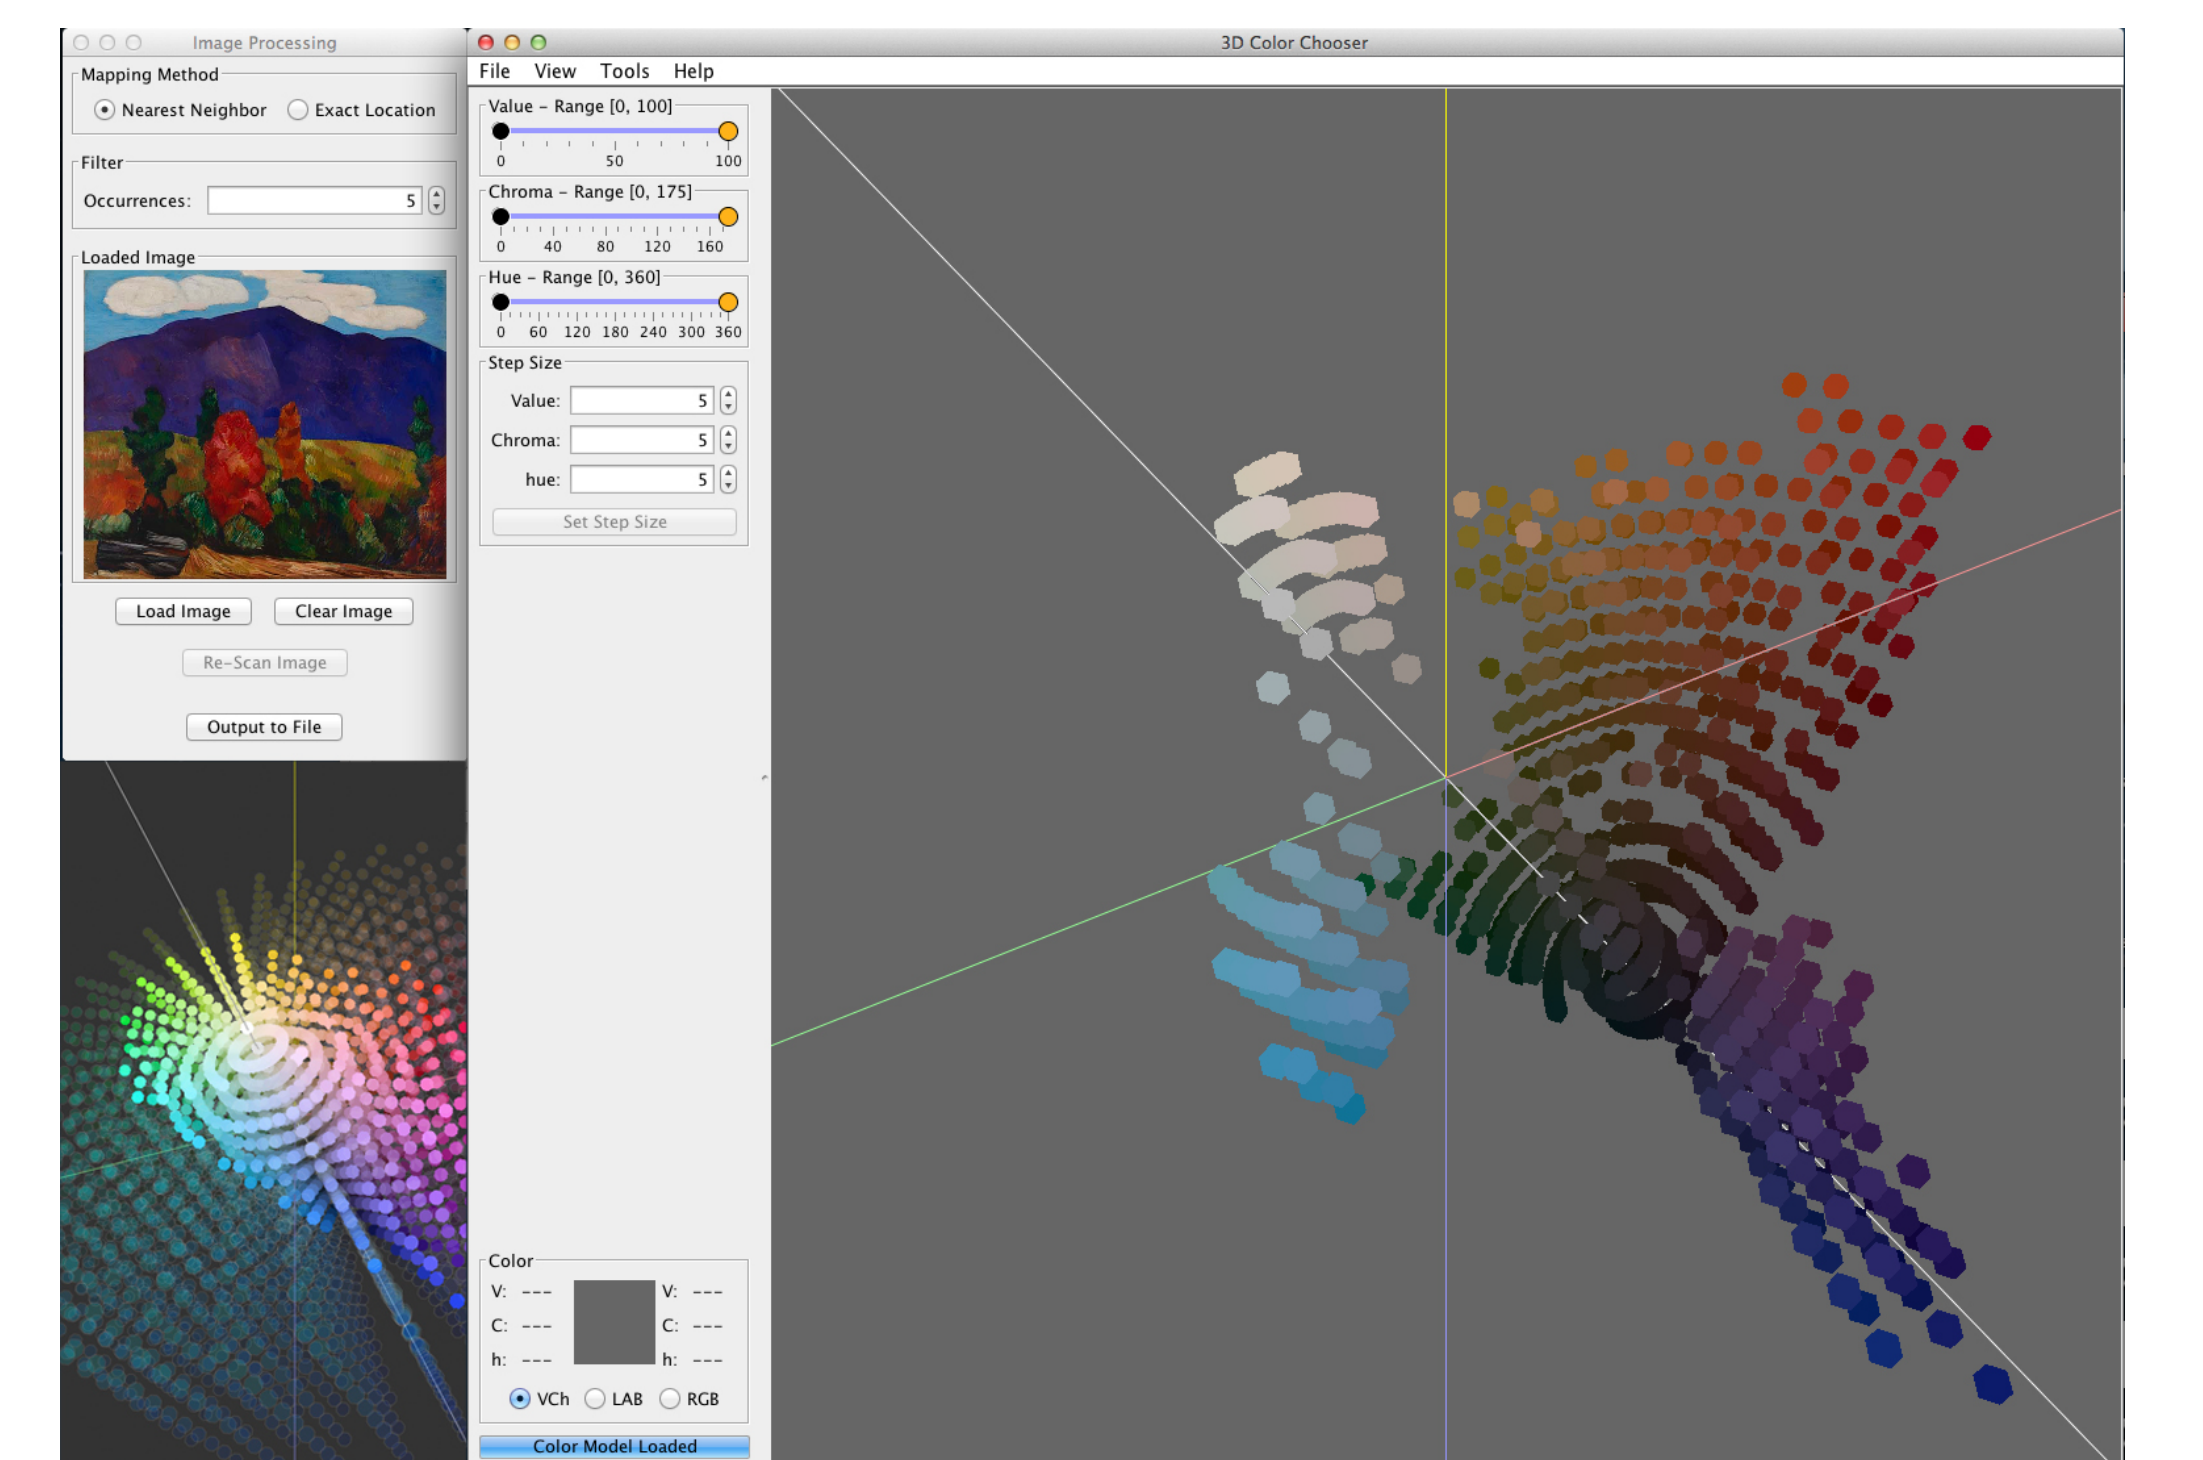 Image Processing
Mapping Method
Nearest Neighbor Exact Location
Filter
Occurrences: 5
Loaded Image
Load Image Clear Image
Re-Scan Image
Output to File
3D Color Chooser
File View Tools Help
Value – Range [0, 100]
0 50 100
Chroma – Range [0, 175]
0 40 80 120 160
Hue – Range [0, 360]
0 60 120 180 240 300 360
Step Size
Value: 5
Chroma: 5
hue: 5
Set Step Size
Color
V: --- V: ---
C: --- C: ---
h: --- h: ---
VCh LAB RGB
Color Model Loaded